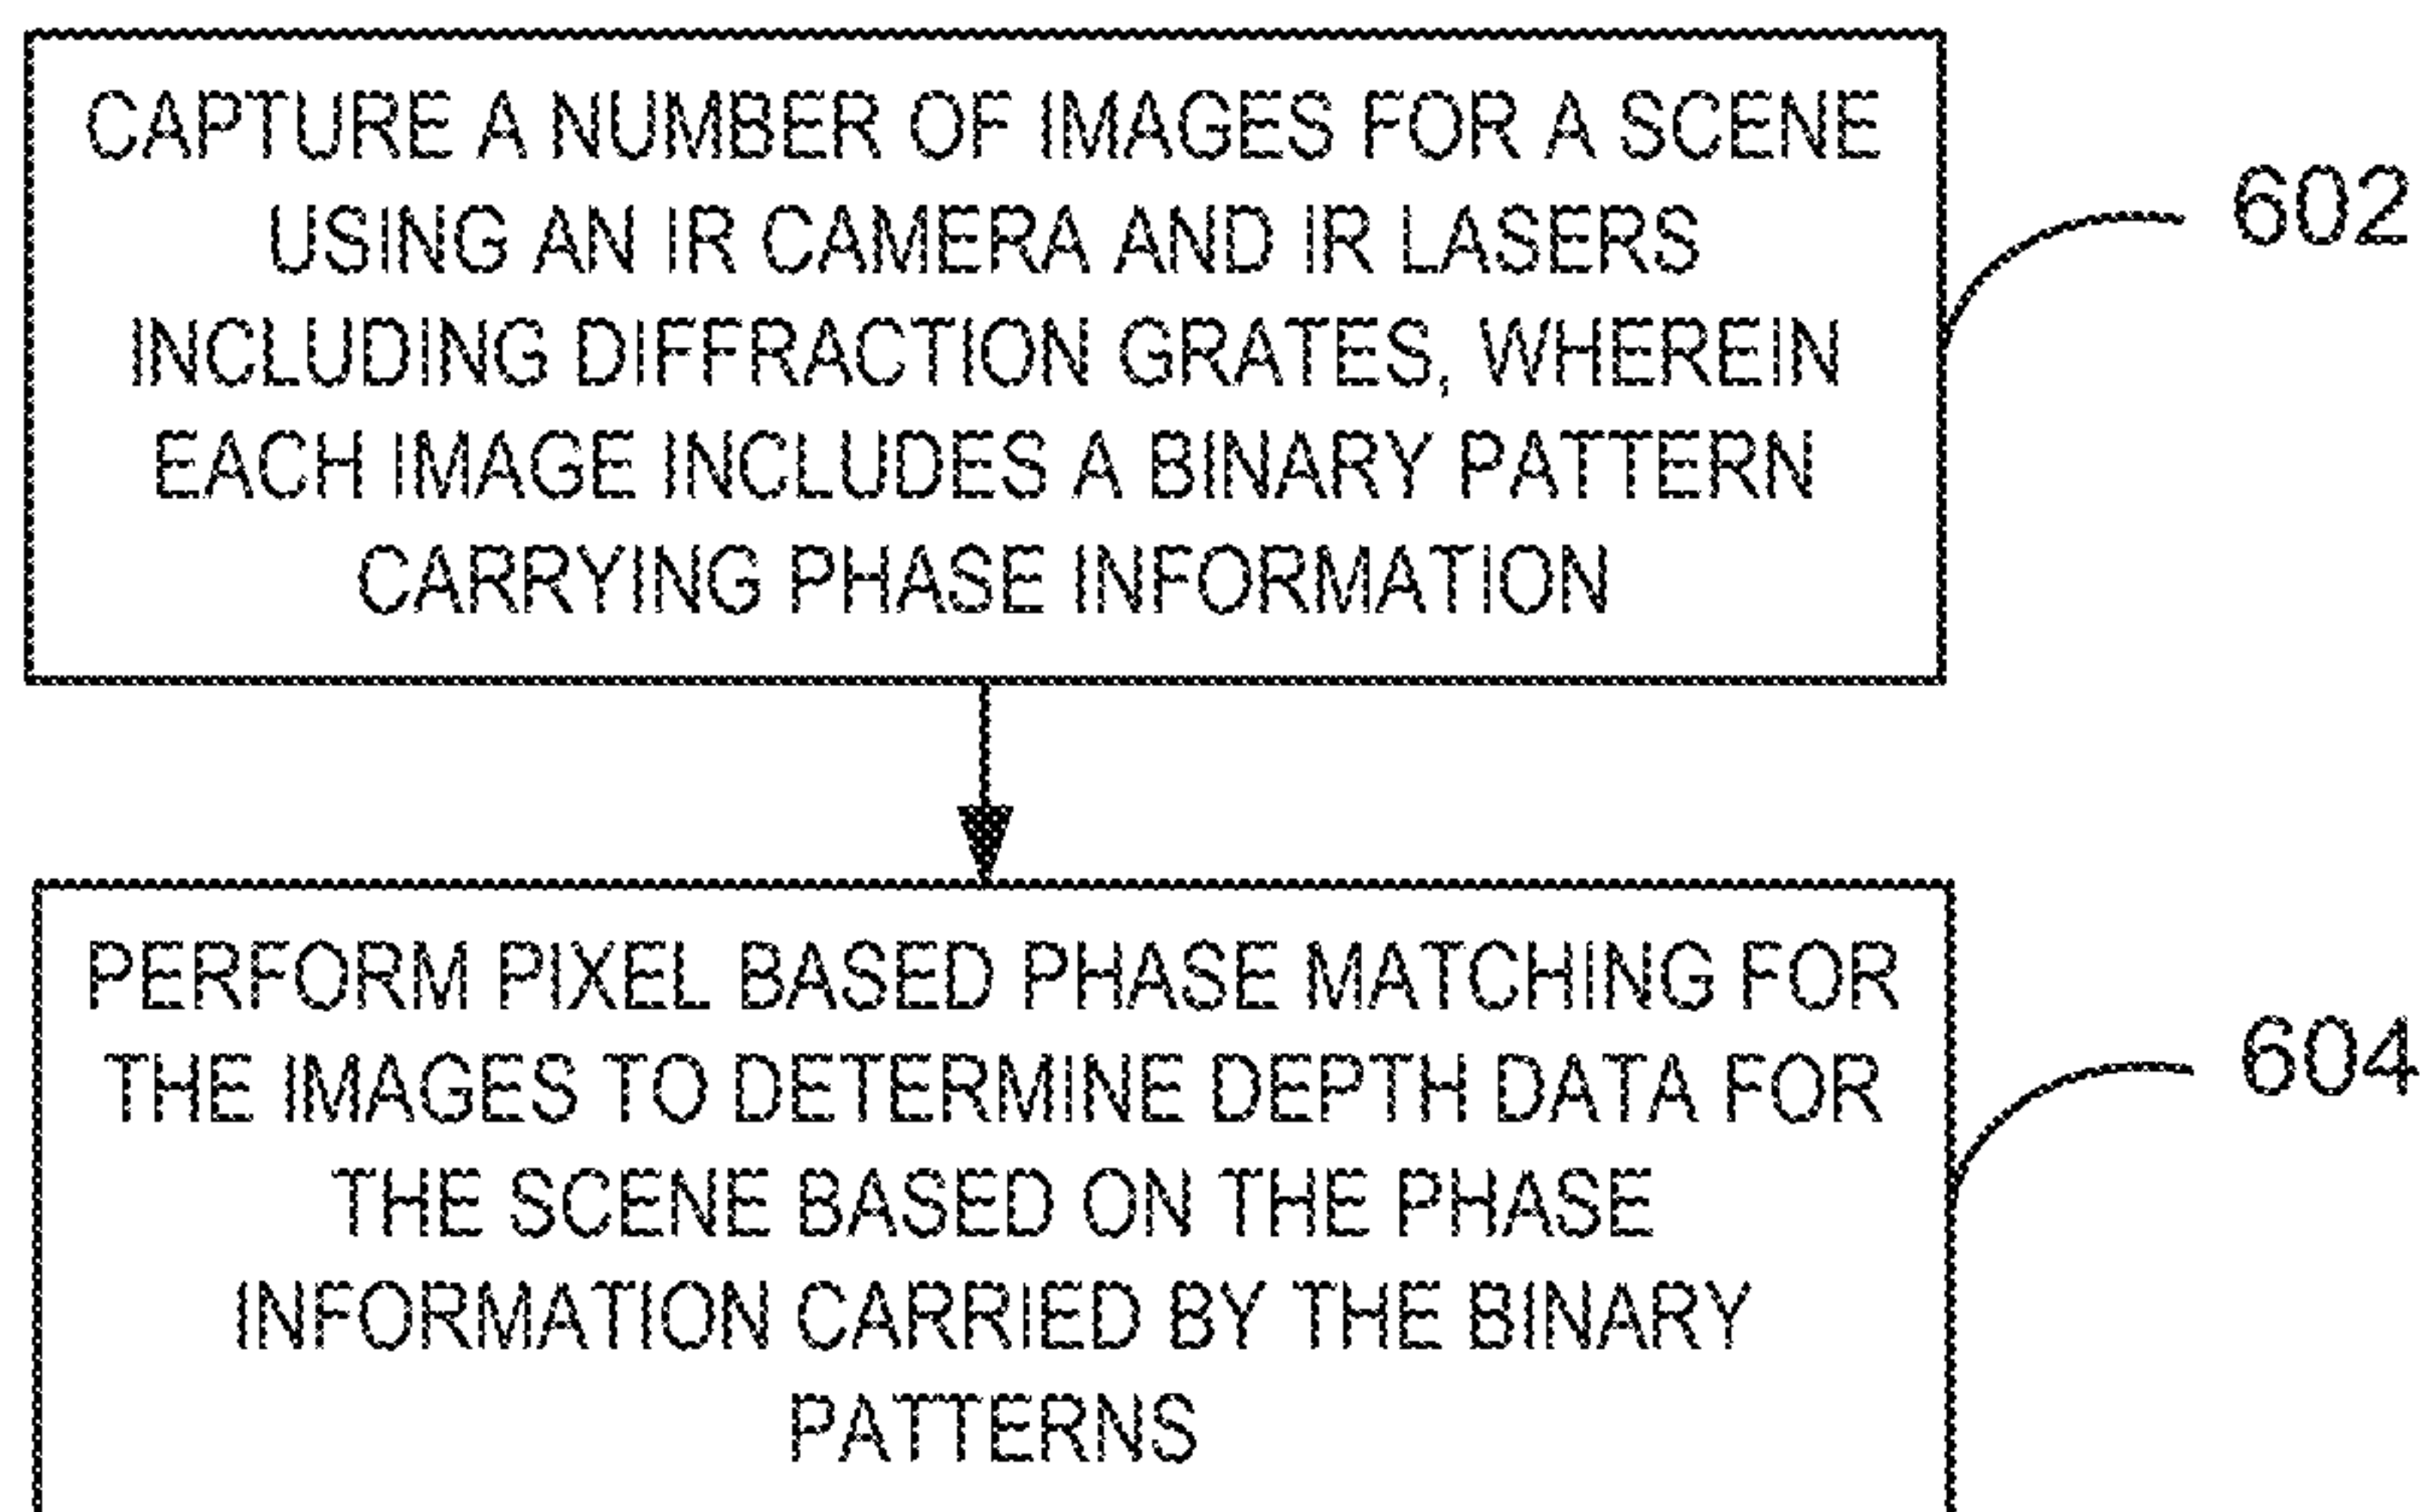 CAPTURE A NUMBER OF IMAGES FOR A SCENE
USING AN IR CAMERA AND IR LASERS
INCLUDING DIFFRACTION GRATES, WHEREIN
EACH IMAGE INCLUDES A BINARY PATTERN
CARRYING PHASE INFORMATION
602
PERFORM PIXEL BASED PHASE MATCHING FOR
THE IMAGES TO DETERMINE DEPTH DATA FOR
THE SCENE BASED ON THE PHASE
INFORMATION CARRIED BY THE BINARY
PATTERNS
604